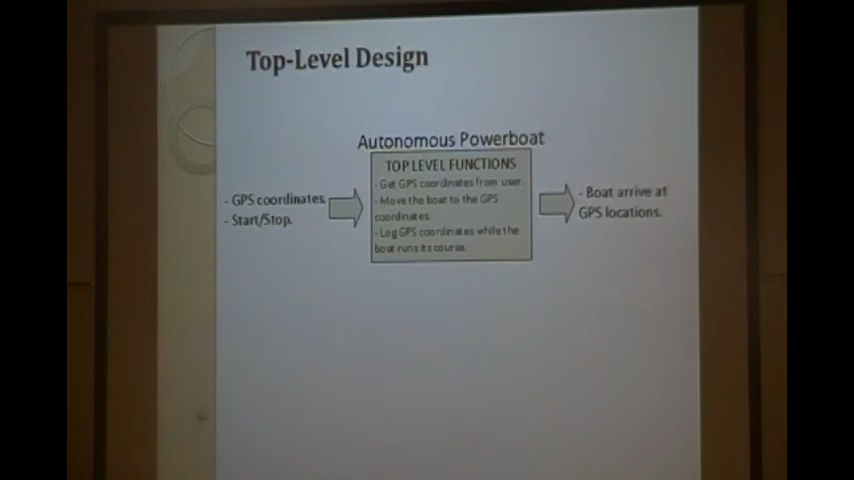 Top-Level Design
Autonomous Powerboat
- GPS coordinates.
- Start/Stop.
TOP LEVEL FUNCTIONS
- Get GPS coordinates from user.
- Move the boat to the GPS
coordinates.
- Log GPS coordinates while the
boat runs its course.
- Boat arrive at
GPS locations.